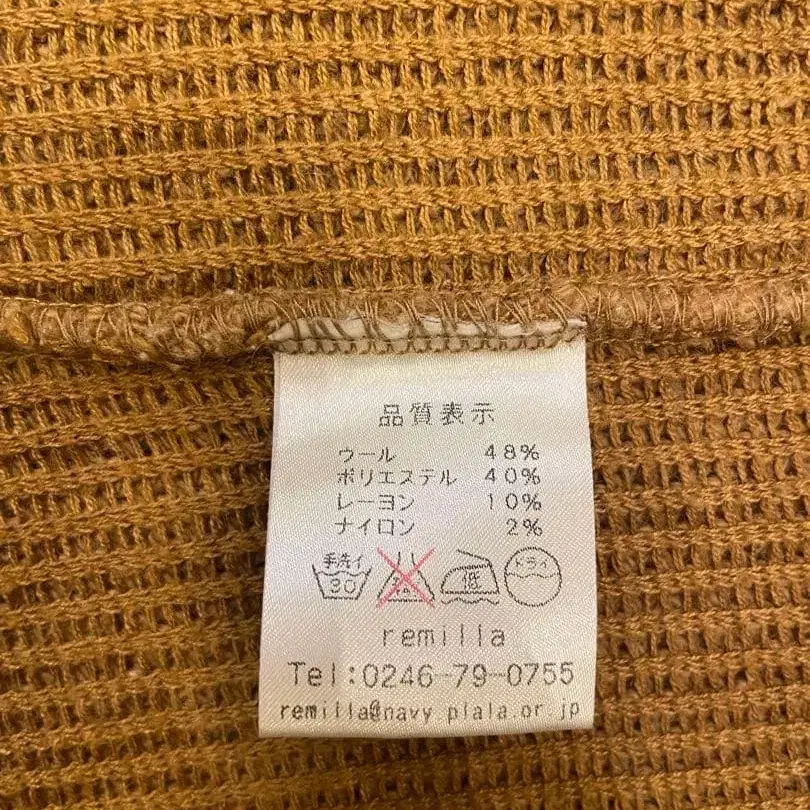 品質表示
ウール 48%
ポリエステル 40%
レーヨン 10%
ナイロン 2%
手洗イ 30 低 ドライ
remilla
Tel:0246-79-0755
remilla@navy.plala.or.jp